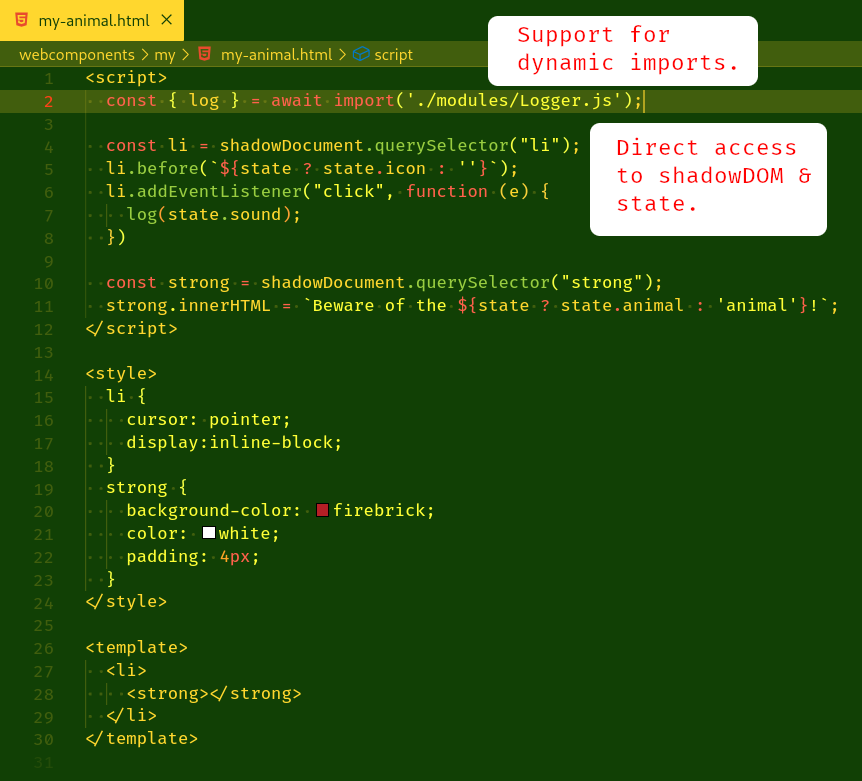 my-animal.html ×
webcomponents > my > my-animal.html > script
Support for
dynamic imports.
1 <script>
2 const { log } = await import('./modules/Logger.js');
3
4 const li = shadowDocument.querySelector("li");
5 li.before(`${state ? state.icon : ''}`);
6 li.addEventListener("click", function (e) {
7 log(state.sound);
8 })
9
10 const strong = shadowDocument.querySelector("strong");
11 strong.innerHTML = `Beware of the ${state ? state.animal : 'animal'}!`;
12 </script>
Direct access
to shadowDOM &
state.
13
14 <style>
15 li {
16 cursor: pointer;
17 display:inline-block;
18 }
19 strong {
20 background-color: firebrick;
21 color: white;
22 padding: 4px;
23 }
24 </style>
25
26 <template>
27 <li>
28 <strong></strong>
29 </li>
30 </template>
31